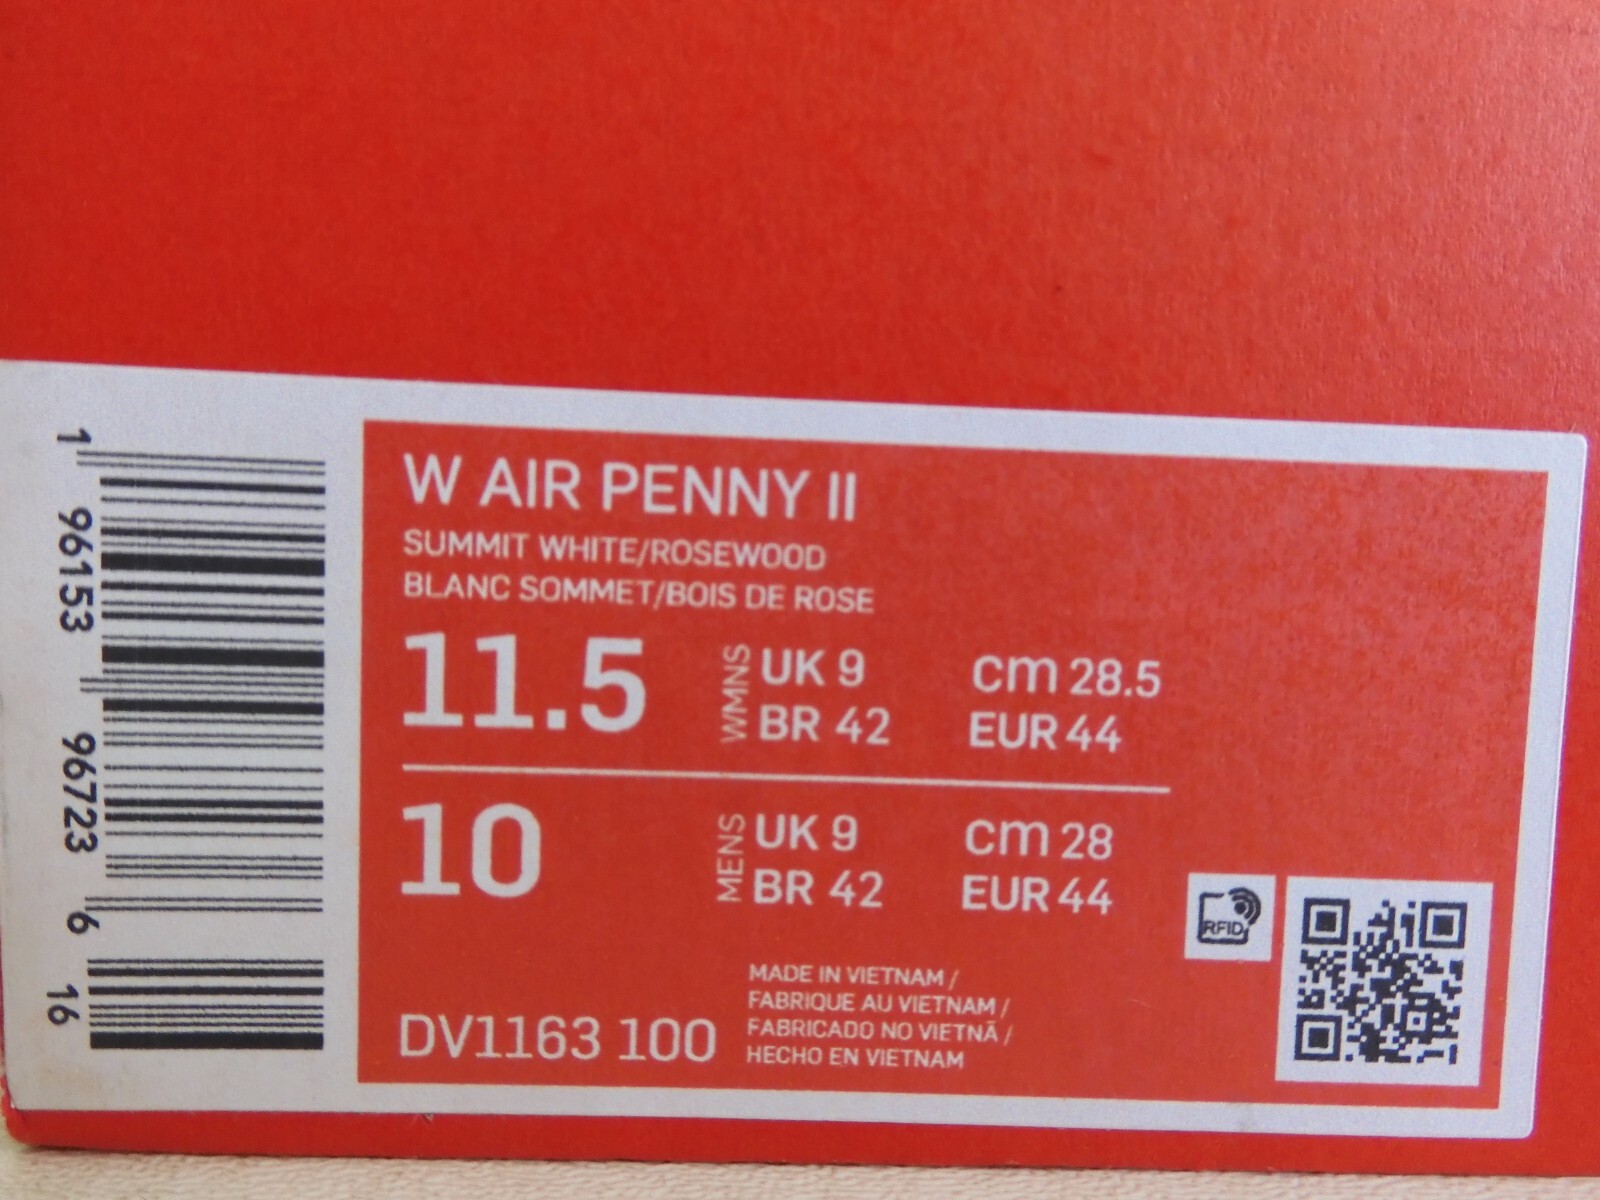 W AIR PENNY II
SUMMIT WHITE/ROSEWOOD
BLANC SOMMET/BOIS DE ROSE
11.5
WMNS
UK 9
cm 28.5
BR 42
EUR 44
10
MENS
UK 9
cm 28
BR 42
EUR 44
RFID
DV1163 100
MADE IN VIETNAM /
FABRIQUE AU VIETNAM /
FABRICADO NO VIETNÃ /
HECHO EN VIETNAM
1 96153 96723 6 16